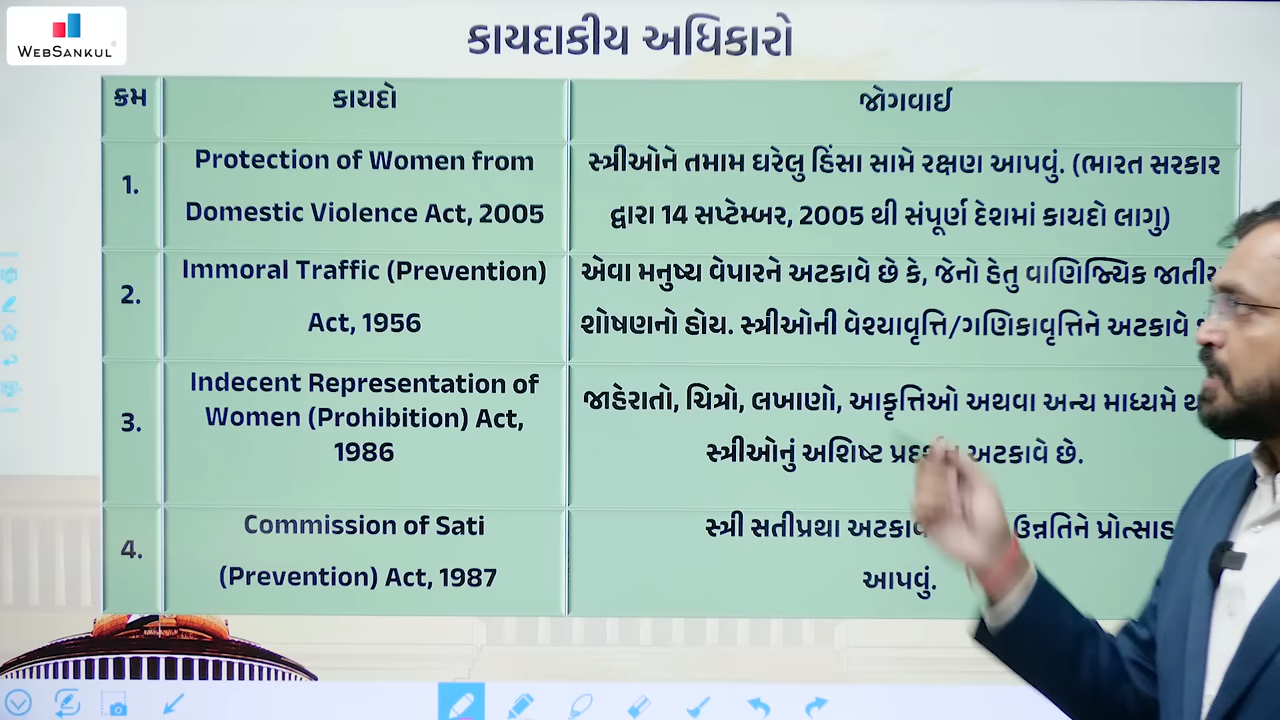 WEBSANKUL
કાયદાકીય અધિકારો
ક્રમ કાયદો જોગવાઈ
1. Protection of Women from
Domestic Violence Act, 2005
સ્ત્રીઓને તમામ ઘરેલુ હિંસા સામે રક્ષણ આપવું. (ભારત સરકાર
દ્વારા 14 સપ્ટેમ્બર, 2005 થી સંપૂર્ણ દેશમાં કાયદો લાગુ)
2. Immoral Traffic (Prevention)
Act, 1956
એવા મનુષ્ય વેપારને અટકાવે છે કે, જેનો હેતુ વાણિજ્યિક
શોષણનો હોય. સ્ત્રીઓની વેશ્યાવૃત્તિ/ગણિકાવૃત્તિને અટકાવે
3. Indecent Representation of
Women (Prohibition) Act,
1986
જાહેરાતો, ચિત્રો, લખાણો, આકૃત્તિઓ અથવા અન્ય માધ્યમે
સ્ત્રીઓનું અશિષ્ટ અટકાવે છે.
4. Commission of Sati
(Prevention) Act, 1987
સ્ત્રી સતીપ્રથા ઉન્નતિને
આપવું.